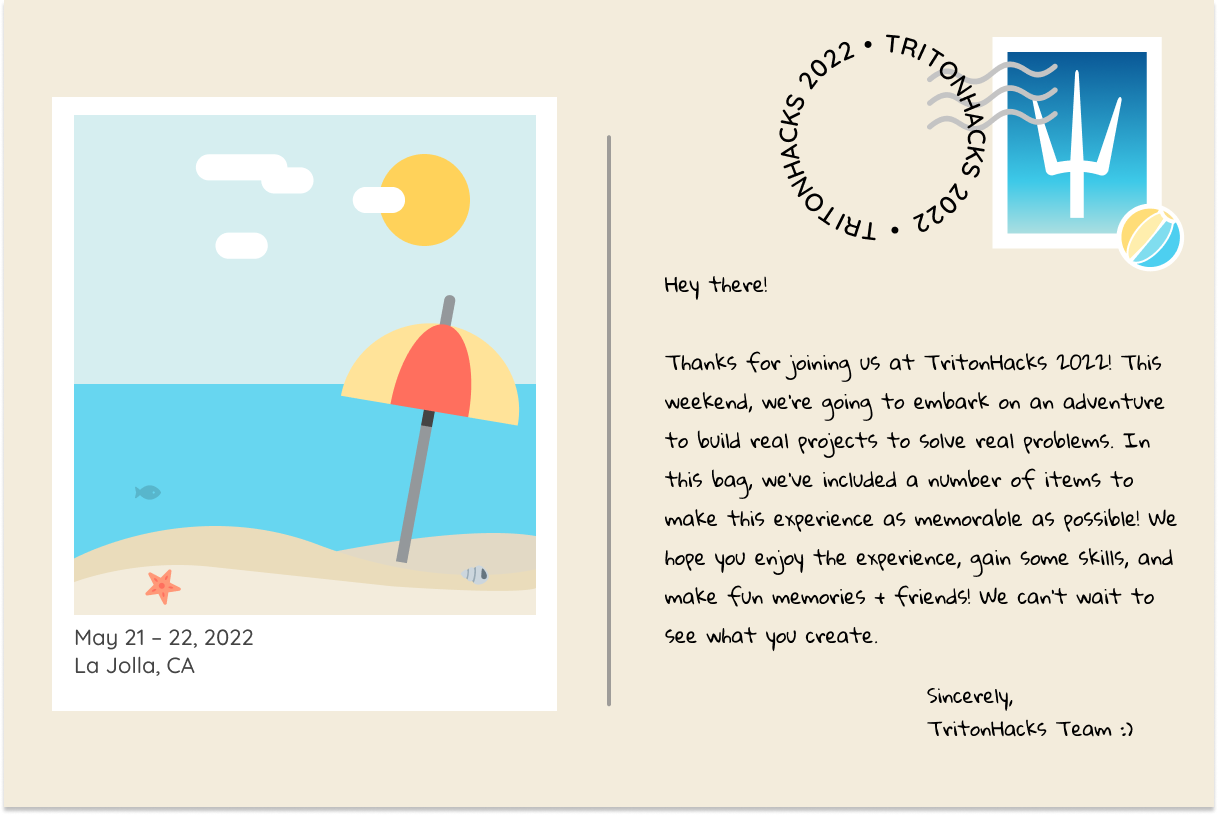 TRITONHACKS 2022 • TRITONHACKS 2022 •
May 21 – 22, 2022
La Jolla, CA
Hey there!
Thanks for joining us at TritonHacks 2022! This
weekend, we're going to embark on an adventure
to build real projects to solve real problems. In
this bag, we've included a number of items to
make this experience as memorable as possible! We
hope you enjoy the experience, gain some skills, and
make fun memories + friends! We can't wait to
see what you create.
Sincerely,
TritonHacks Team :)